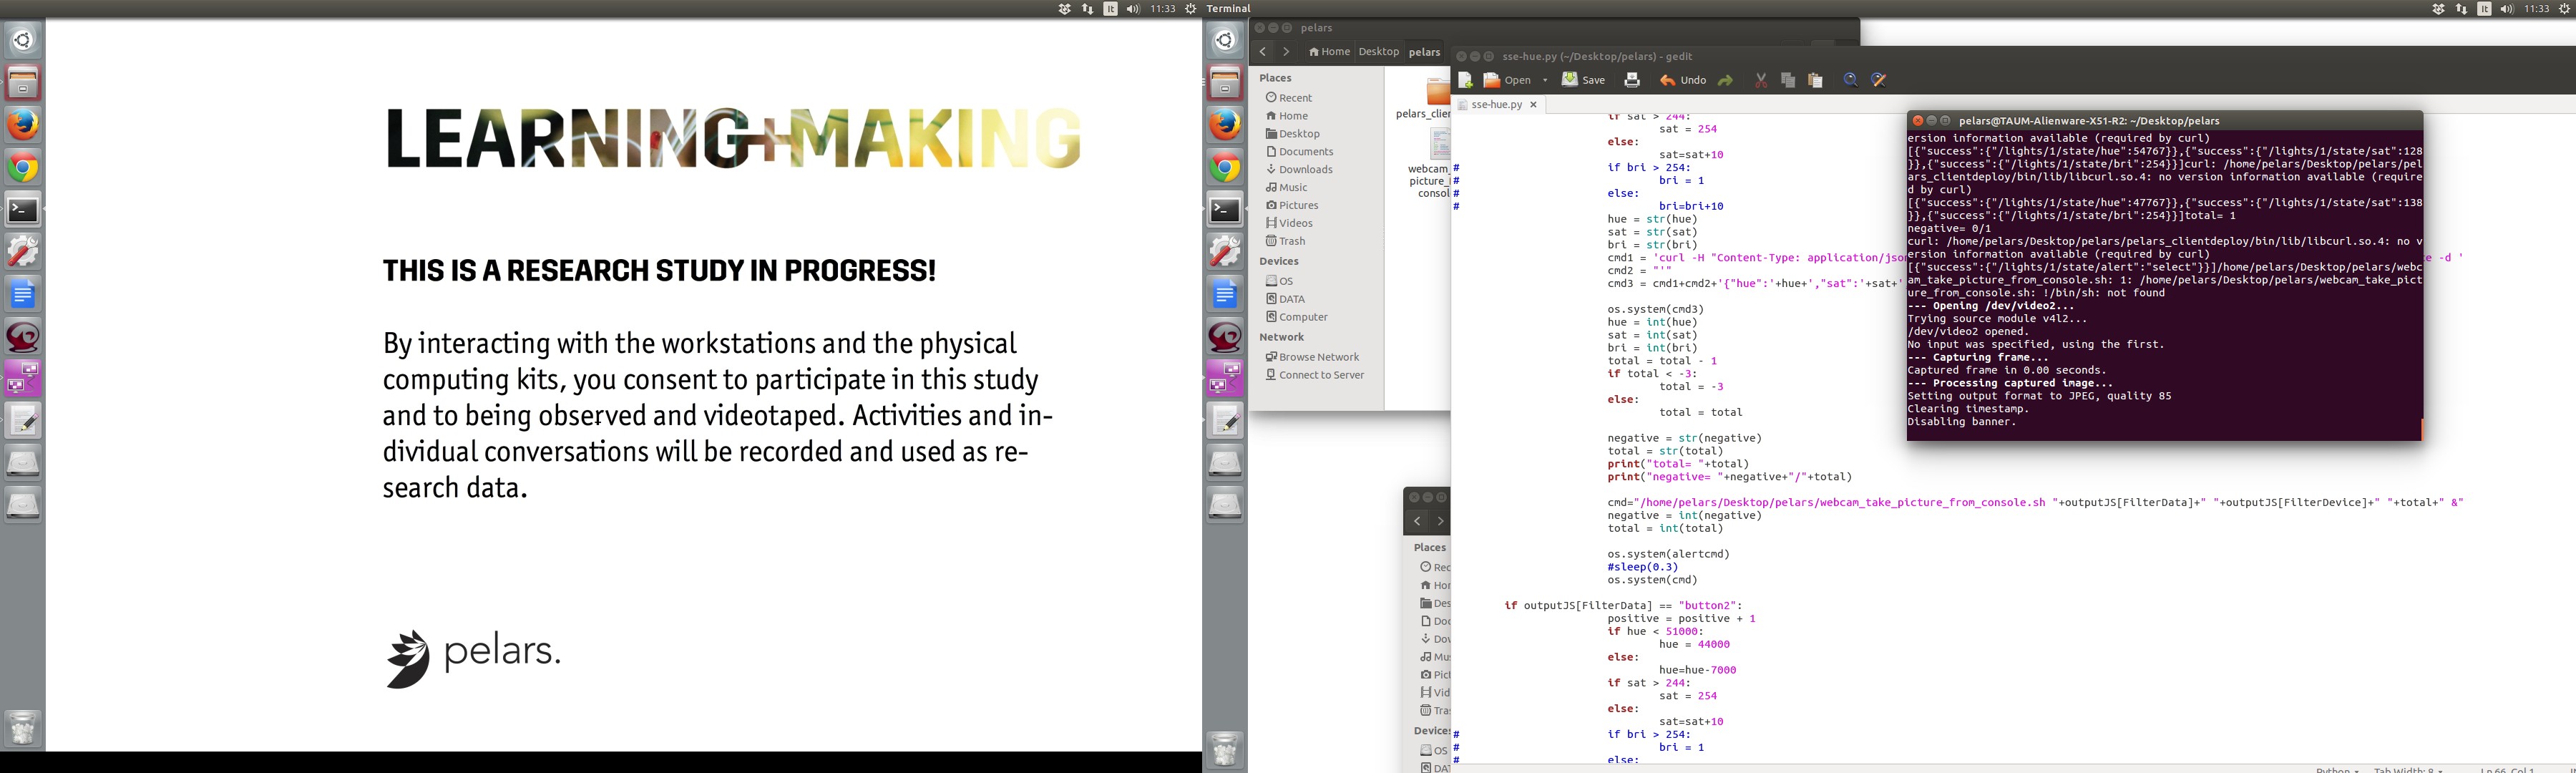 It
11:33
LEARNING+MAKING
THIS IS A RESEARCH STUDY IN PROGRESS!
By interacting with the workstations and the physical
computing kits, you consent to participate in this study
and to being observed and videotaped. Activities and in-
dividual conversations will be recorded and used as re-
search data.
pelars.
Terminal
It
11:33
pelars
Home
Desktop
pelars
Places
Recent
Home
Desktop
Documents
Downloads
Music
Pictures
Videos
Trash
Devices
OS
DATA
Computer
Network
Browse Network
Connect to Server
pelars_clien
webcam_
picture_
consol
Places
Rec
Hor
Des
Doc
Dov
Mus
Pict
Vid
Tra
Devices
OS
DAT
sse-hue.py (~/Desktop/pelars) - gedit
Open
Save
Undo
sse-hue.py
if sat > 244:
sat = 254
else:
sat=sat+10
# if bri > 254:
# bri = 1
# else:
# bri=bri+10
hue = str(hue)
sat = str(sat)
bri = str(bri)
cmd1 = 'curl -H "Content-Type: application/jso
te -d '
cmd2 = "'"
cmd3 = cmd1+cmd2+'{"hue":'+hue+',"sat":'+sat+'
os.system(cmd3)
hue = int(hue)
sat = int(sat)
bri = int(bri)
total = total - 1
if total < -3:
total = -3
else:
total = total
negative = str(negative)
total = str(total)
print("total= "+total)
print("negative= "+negative+"/"+total)
cmd="/home/pelars/Desktop/pelars/webcam_take_picture_from_console.sh "+outputJS[FilterData]+" "+outputJS[FilterDevice]+" "+total+" &"
negative = int(negative)
total = int(total)
os.system(alertcmd)
#sleep(0.3)
os.system(cmd)
if outputJS[FilterData] == "button2":
positive = positive + 1
if hue < 51000:
hue = 44000
else:
hue=hue-7000
if sat > 244:
sat = 254
else:
sat=sat+10
# if bri > 254:
# bri = 1
# else:
Python
Tab Width: 8
Ln 66, Col 1
pelars@TAUM-Alienware-X51-R2: ~/Desktop/pelars
ersion information available (required by curl)
[{"success":{"/lights/1/state/hue":54767}},{"success":{"/lights/1/state/sat":128
}},{"success":{"/lights/1/state/bri":254}}]curl: /home/pelars/Desktop/pelars/pel
ars_clientdeploy/bin/lib/libcurl.so.4: no version information available (require
d by curl)
[{"success":{"/lights/1/state/hue":47767}},{"success":{"/lights/1/state/sat":138
}},{"success":{"/lights/1/state/bri":254}}]total= 1
negative= 0/1
curl: /home/pelars/Desktop/pelars/pelars_clientdeploy/bin/lib/libcurl.so.4: no v
ersion information available (required by curl)
[{"success":{"/lights/1/state/alert":"select"}}]/home/pelars/Desktop/pelars/webc
am_take_picture_from_console.sh: 1: /home/pelars/Desktop/pelars/webcam_take_pict
ure_from_console.sh: !/bin/sh: not found
--- Opening /dev/video2...
Trying source module v4l2...
/dev/video2 opened.
No input was specified, using the first.
--- Capturing frame...
Captured frame in 0.00 seconds.
--- Processing captured image...
Setting output format to JPEG, quality 85
Clearing timestamp.
Disabling banner.